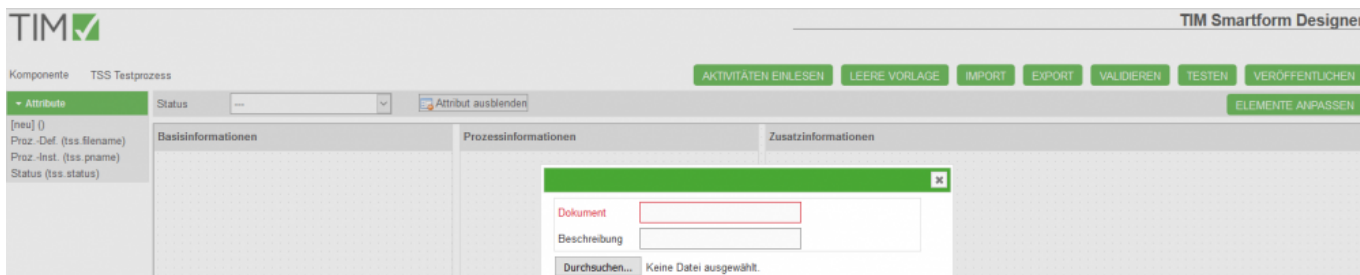 TIM
TIM Smartform Designer
Komponente TSS Testprozess
AKTIVITÄTEN EINLESEN LEERE VORLAGE IMPORT EXPORT VALIDIEREN TESTEN VERÖFFENTLICHEN
Attribute
Status --- Attribut ausblenden
ELEMENTE ANPASSEN
[neu] ()
Proz.-Def. (tss.filename)
Proz.-Inst. (tss.pname)
Status (tss.status)
Basisinformationen
Prozessinformationen
Zusatzinformationen
Dokument
Beschreibung
Durchsuchen... Keine Datei ausgewählt.